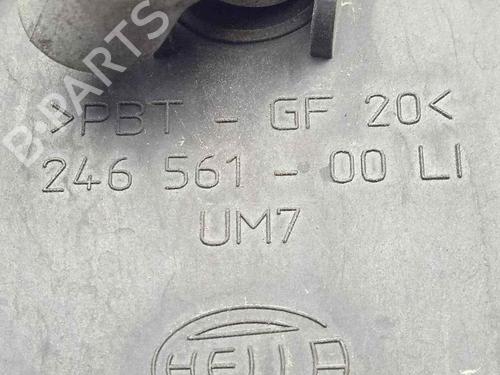 B-PARTS
>PBT - GF 20<
246 561 - 00 LI
UM7
HELLA